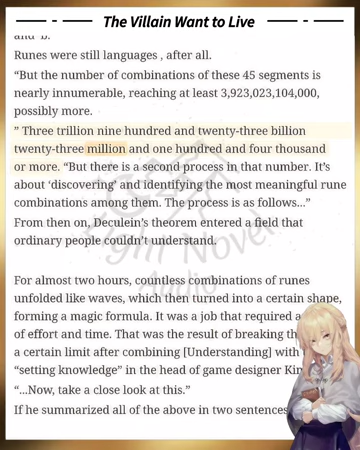 The Villain Want to Live
and b.
Runes were still languages , after all.
“But the number of combinations of these 45 segments is
nearly innumerable, reaching at least 3,923,023,104,000,
possibly more.
” Three trillion nine hundred and twenty-three billion
twenty-three million and one hundred and four thousand
or more. “But there is a second process in that number. It’s
about ‘discovering’ and identifying the most meaningful rune
combinations among them. The process is as follows...”
From then on, Deculein’s theorem entered a field that
ordinary people couldn’t understand.
For almost two hours, countless combinations of runes
unfolded like waves, which then turned into a certain shape,
forming a magic formula. It was a job that required a
of effort and time. That was the result of breaking
a certain limit after combining [Understanding] with
“setting knowledge” in the head of game designer
“...Now, take a close look at this.”
If he summarized all of the above in two sentences
Light Novel
Audio